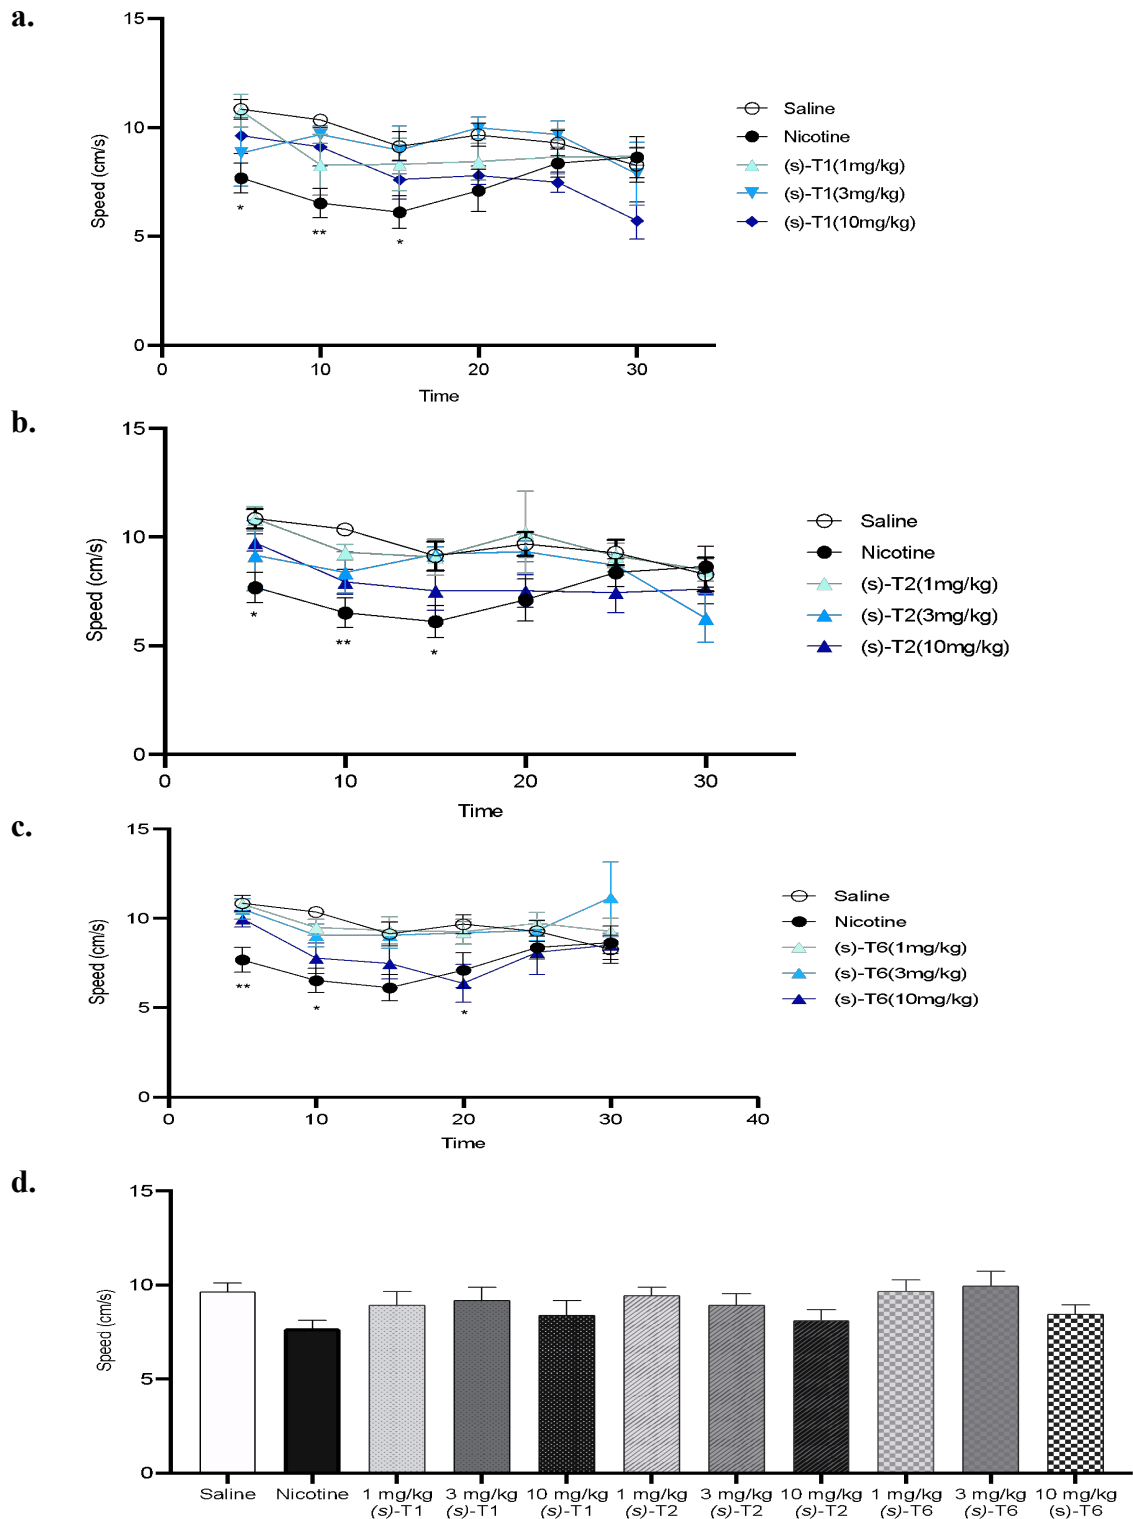 a.
15
10
5
0
Speed (cm/s)
0 10 20 30
Time
Saline
Nicotine
(s)-T1(1mg/kg)
(s)-T1(3mg/kg)
(s)-T1(10mg/kg)
* ** *
b.
15
10
5
0
Speed (cm/s)
0 10 20 30
Time
Saline
Nicotine
(s)-T2(1mg/kg)
(s)-T2(3mg/kg)
(s)-T2(10mg/kg)
* ** *
c.
15
10
5
0
Speed (cm/s)
0 10 20 30 40
Time
Saline
Nicotine
(s)-T6(1mg/kg)
(s)-T6(3mg/kg)
(s)-T6(10mg/kg)
** * *
d.
15
10
5
0
Speed (cm/s)
Saline Nicotine 1 mg/kg 3 mg/kg 10 mg/kg 1 mg/kg 3 mg/kg 10 mg/kg 1 mg/kg 3 mg/kg 10 mg/kg
(s)-T1 (s)-T1 (s)-T1 (s)-T2 (s)-T2 (s)-T2 (s)-T6 (s)-T6 (s)-T6